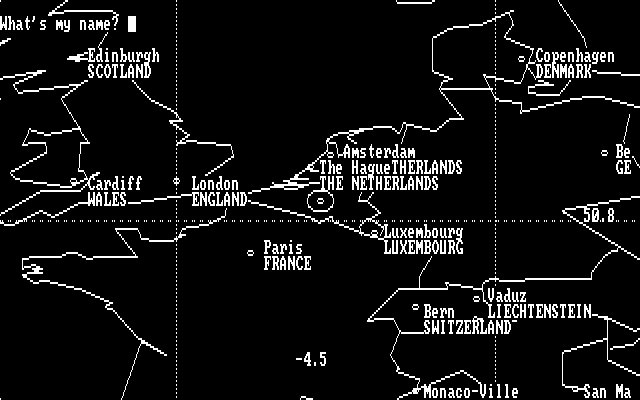 What's my name?
Edinburgh
SCOTLAND
Copenhagen
DENMARK
Amsterdam
The HagueTHERLANDS
THE NETHERLANDS
Be
GE
Cardiff
WALES
London
ENGLAND
50.8
Luxembourg
LUXEMBOURG
Paris
FRANCE
Vaduz
LIECHTENSTEIN
Bern
SWITZERLAND
-4.5
Monaco-Ville
San Ma